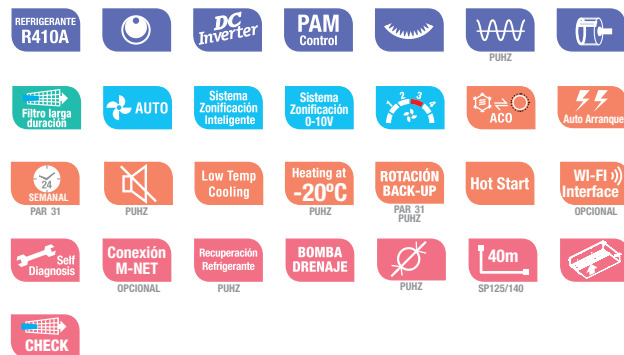 REFRIGERANTE
R410A
DC
Inverter
PAM
Control
PUHZ
Filtro larga
duración
AUTO
Sistema
Zonificación
Inteligente
Sistema
Zonificación
0-10V
1 2 3 4
ACO
Auto Arranque
24
SEMANAL
PAR 31
PUHZ
Low Temp
Cooling
Heating at
-20ºC
PUHZ
ROTACIÓN
BACK-UP
PAR 31
PUHZ
Hot Start
WI-FI
Interface
OPCIONAL
Self
Diagnosis
Conexión
M-NET
OPCIONAL
Recuperación
Refrigerante
PUHZ
BOMBA
DRENAJE
PUHZ
40m
SP125/140
CHECK